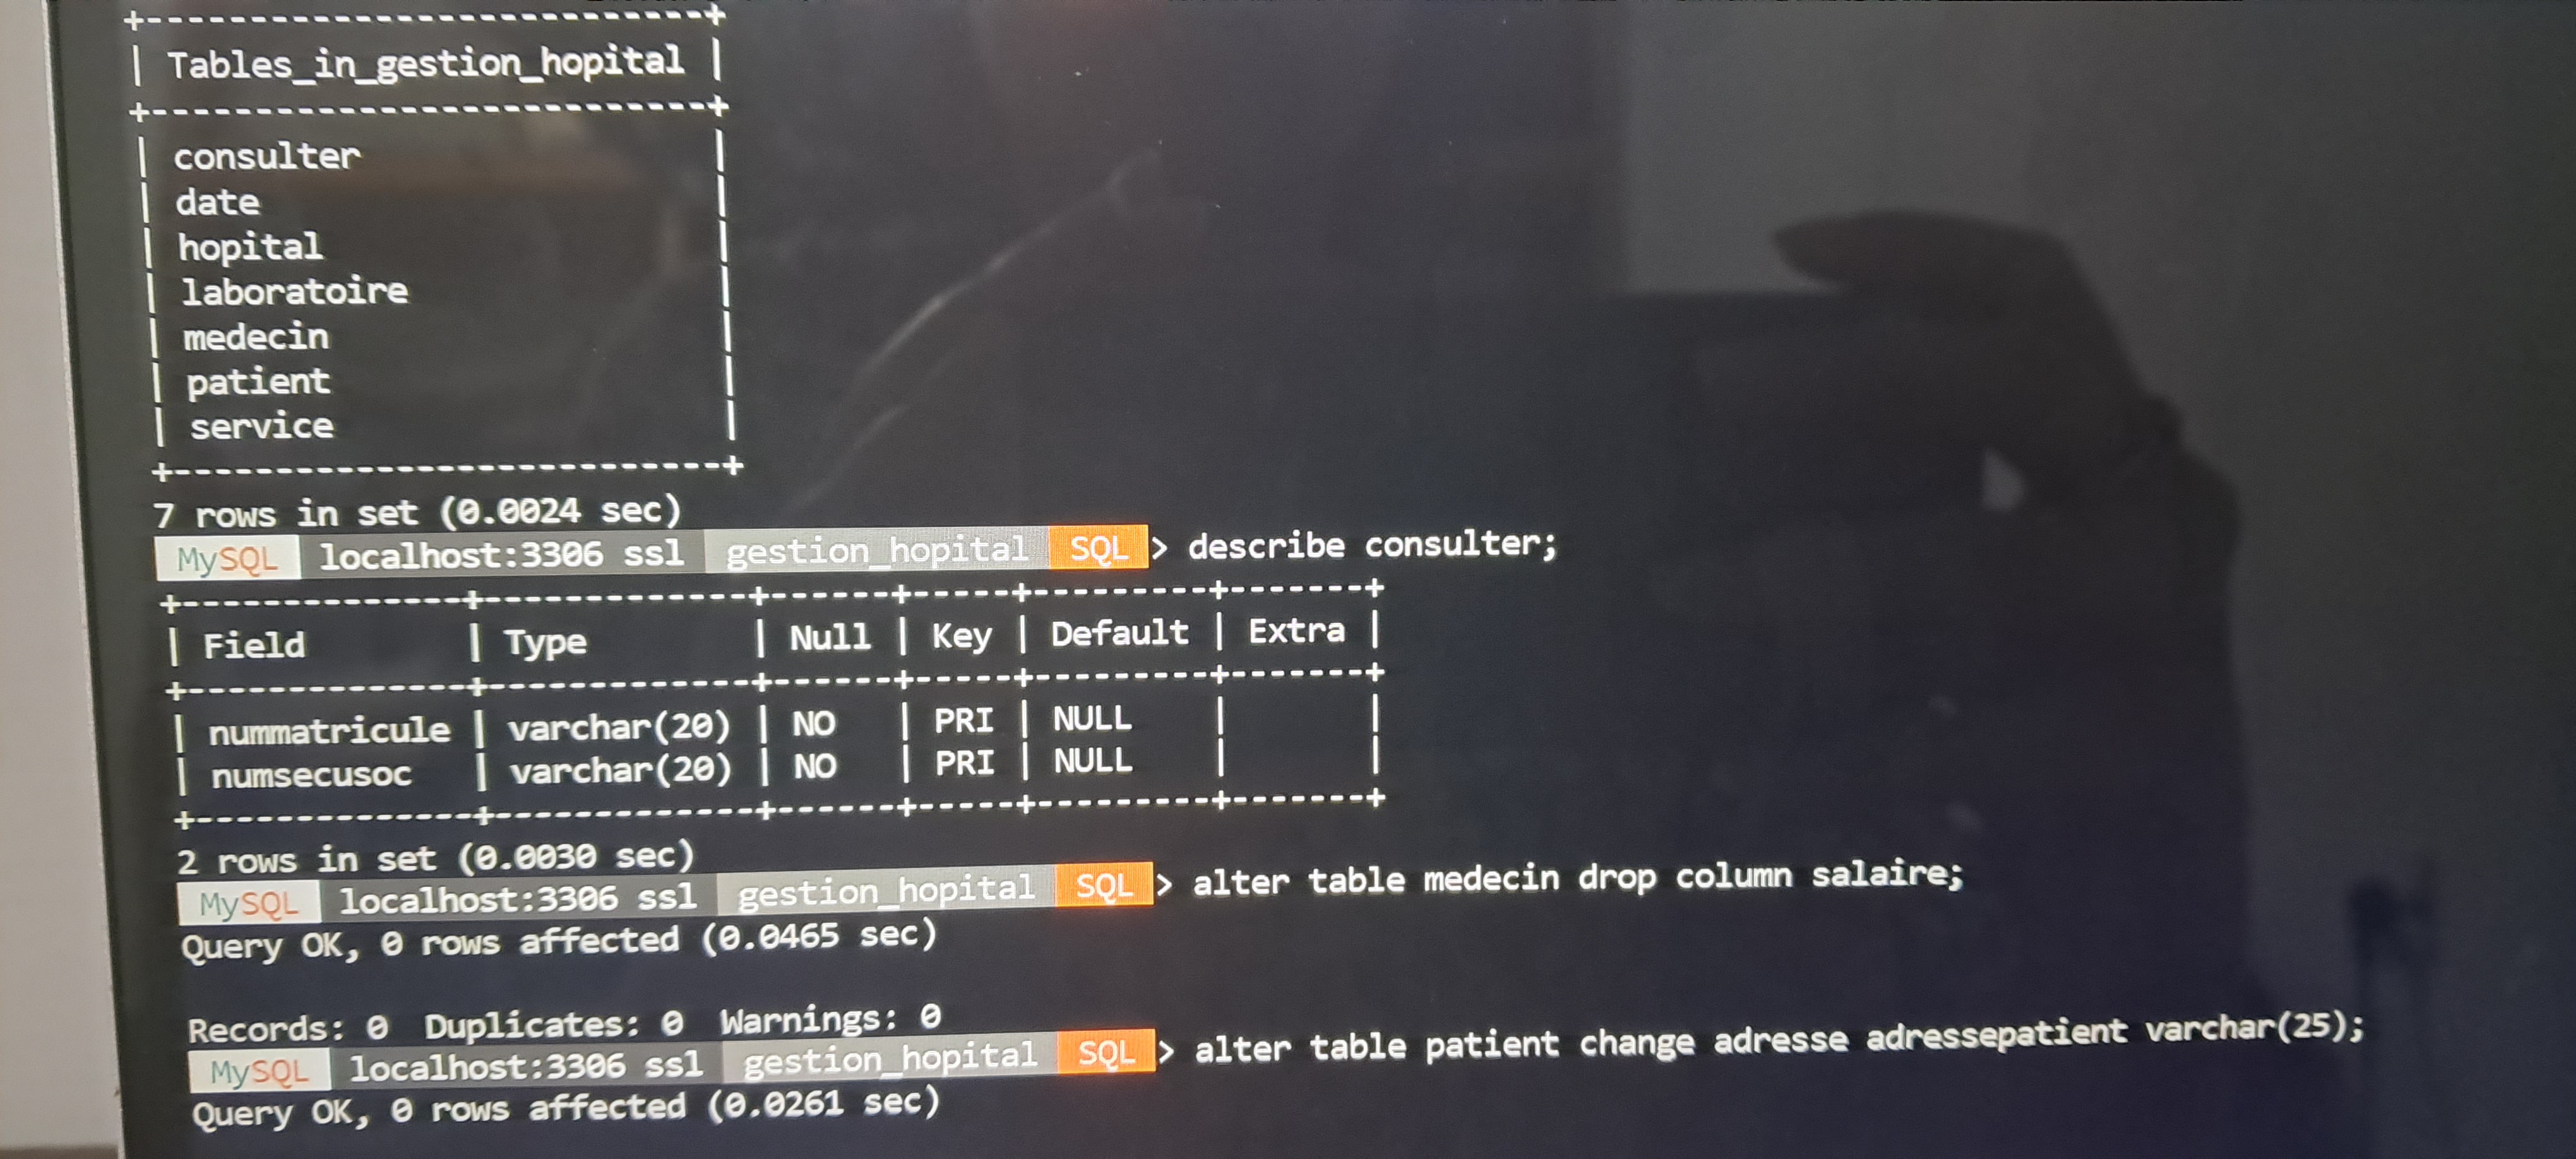 +--------------------------+
| Tables_in_gestion_hopital |
+--------------------------+
| consulter |
| date |
| hopital |
| laboratoire |
| medecin |
| patient |
| service |
+--------------------------+
7 rows in set (0.0024 sec)
MySQL localhost:3306 ssl gestion_hopital SQL > describe consulter;
+--------------+-------------+------+-----+---------+-------+
| Field | Type | Null | Key | Default | Extra |
+--------------+-------------+------+-----+---------+-------+
| nummatricule | varchar(20) | NO | PRI | NULL | |
| numsecusoc | varchar(20) | NO | PRI | NULL | |
+--------------+-------------+------+-----+---------+-------+
2 rows in set (0.0030 sec)
MySQL localhost:3306 ssl gestion_hopital SQL > alter table medecin drop column salaire;
Query OK, 0 rows affected (0.0465 sec)
Records: 0 Duplicates: 0 Warnings: 0
MySQL localhost:3306 ssl gestion_hopital SQL > alter table patient change adresse adressepatient varchar(25);
Query OK, 0 rows affected (0.0261 sec)